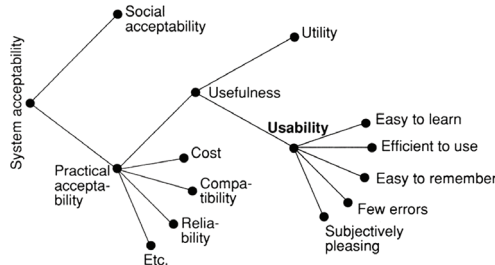 System acceptability
Social
acceptability
Utility
Usefulness
Usability
Easy to learn
Efficient to use
Easy to remember
Few errors
Subjectively
pleasing
Practical
accepta-
bility
Cost
Compa-
tibility
Relia-
bility
Etc.